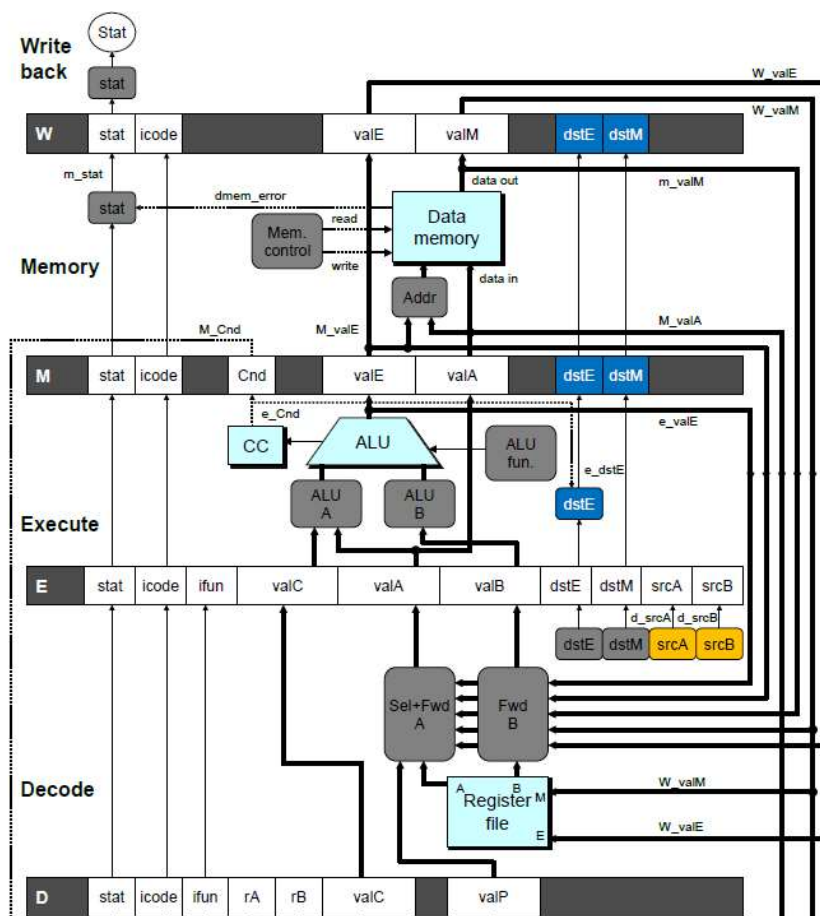 Stat
Write
back
W_valE
stat
W_valM
W stat icode valE valM dstE dstM
m_stat
data out
m_valM
dmem_error
stat
read
Mem.
control
Data
memory
write
data in
Memory
Addr
M_Cnd
M_valE
M_valA
M stat icode Cnd valE valA dstE dstM
e_Cnd
e_valE
CC
ALU
ALU
fun.
e_dstE
ALU
A
ALU
B
dstE
Execute
E stat icode ifun valC valA valB dstE dstM srcA srcB
d_srcA d_srcB
dstE dstM srcA srcB
Sel+Fwd
A
Fwd
B
Decode
A B
Register
file
M
E
W_valM
W_valE
D stat icode ifun rA rB valC valP